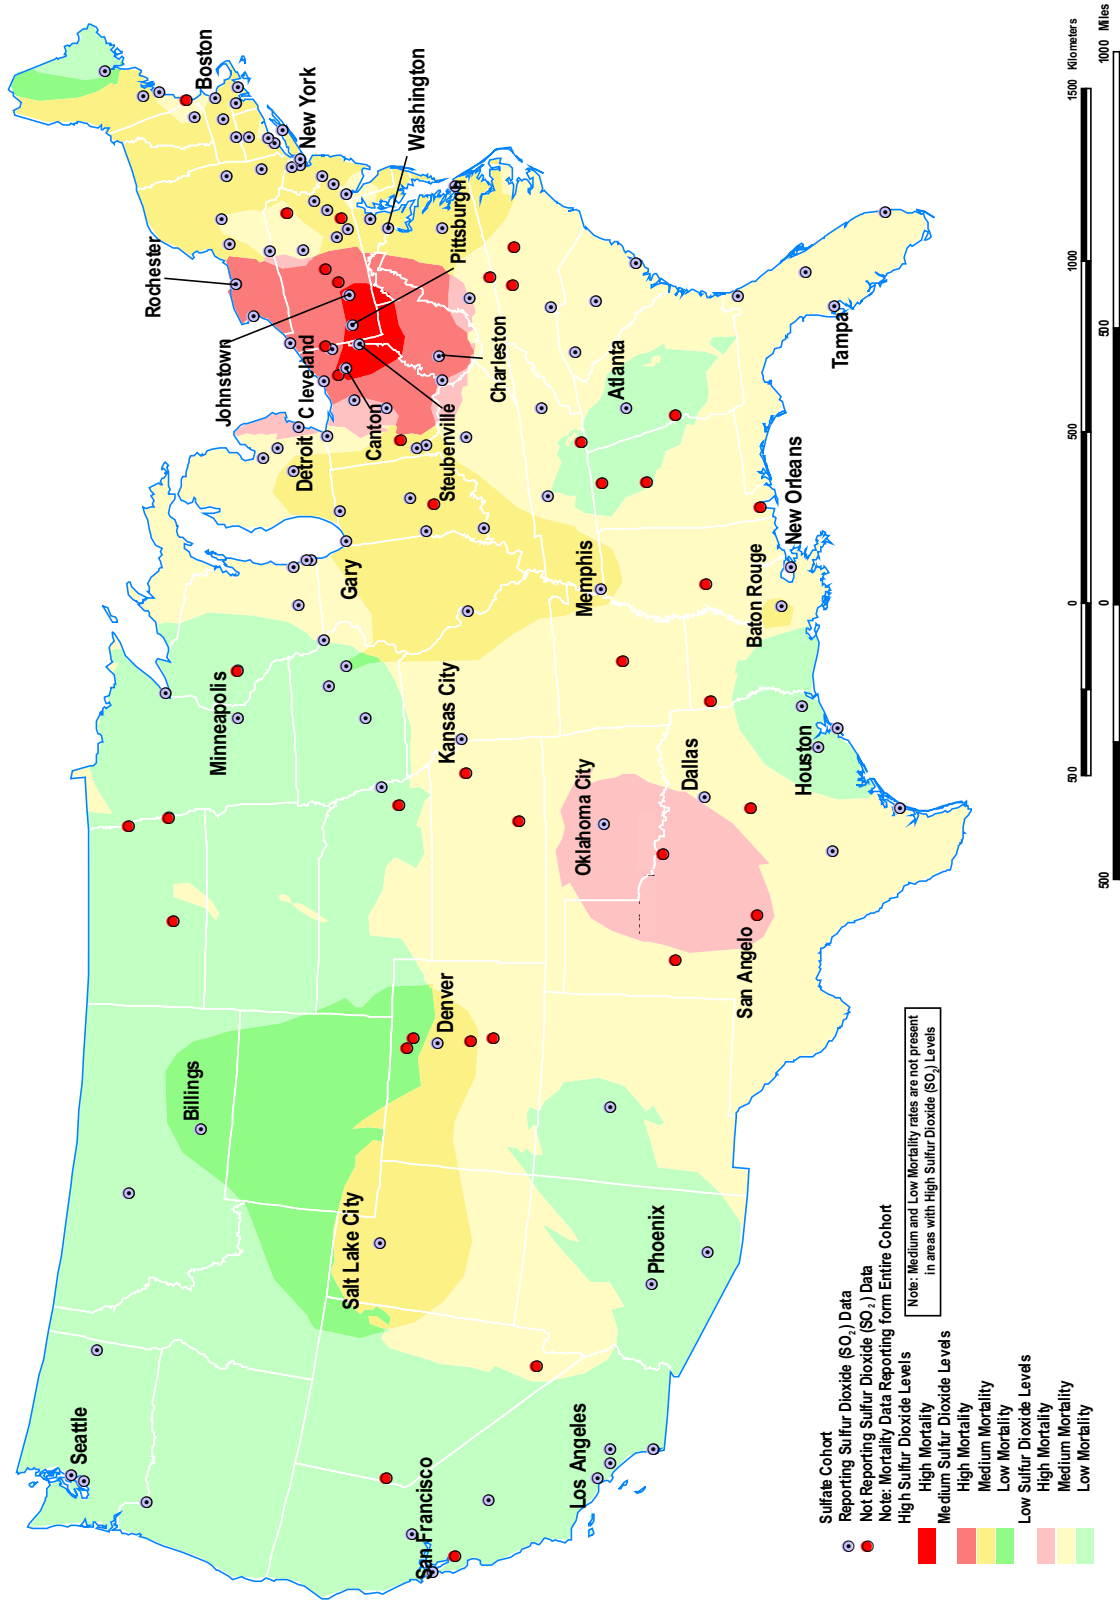 Seattle
San Francisco
Los Angeles
Phoenix
Salt Lake City
Billings
Denver
San Angelo
Oklahoma City
Dallas
Houston
Kansas City
Minneapolis
Memphis
Baton Rouge
New Orleans
Gary
Detroit
Cleveland
Canton
Steubenville
Johnstown
Rochester
Pittsburgh
Charleston
Atlanta
Tampa
Washington
New York
Boston
Sulfate Cohort
Reporting Sulfur Dioxide (SO2) Data
Not Reporting Sulfur Dioxide (SO2) Data
Note: Mortality Data Reporting form Entire Cohort
High Sulfur Dioxide Levels
High Mortality
Medium Sulfur Dioxide Levels
High Mortality
Medium Mortality
Low Mortality
Low Sulfur Dioxide Levels
High Mortality
Medium Mortality
Low Mortality
Note: Medium and Low Mortality rates are not present
in areas with High Sulfur Dioxide (SO2) Levels
500 0 500 1000 1500 Kilometers
500 0 500 1000 Miles